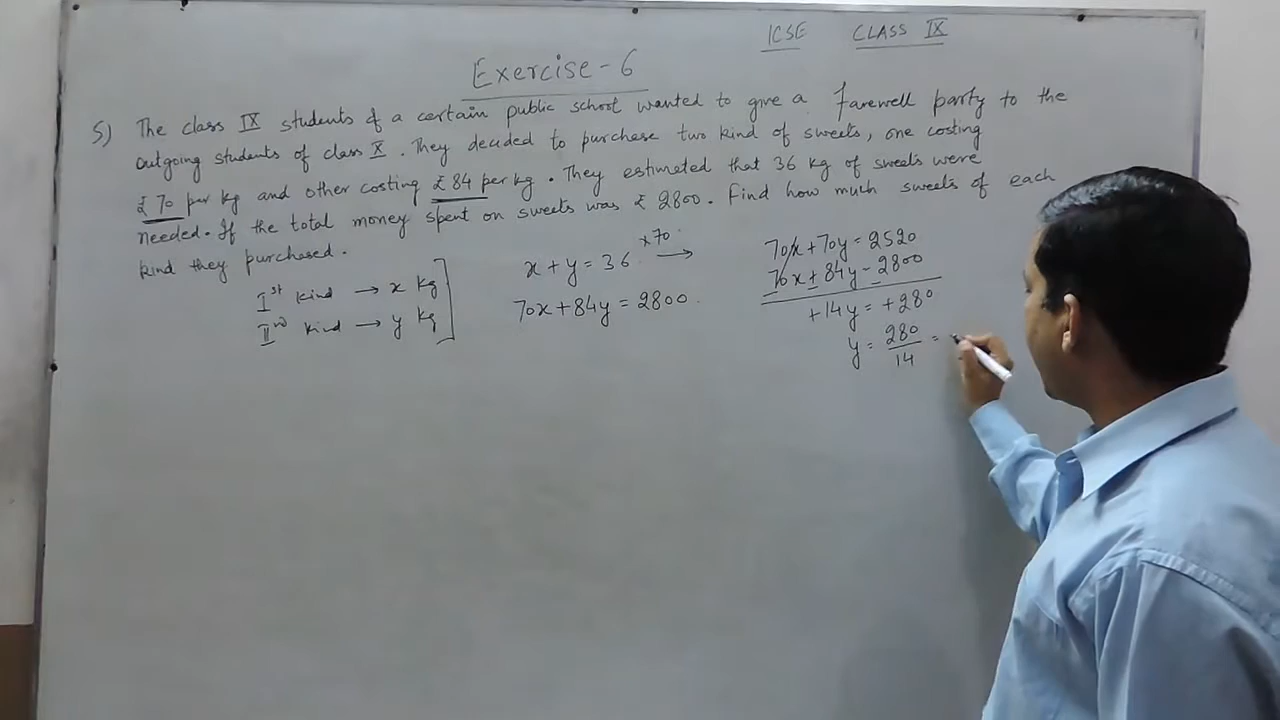 ICSE CLASS IX
Exercise - 6
5) The class IX students of a certain public school wanted to give a farewell party to the
outgoing students of class X. They decided to purchase two kind of sweets, one costing
₹ 70 per kg and other costing ₹ 84 per kg. They estimated that 36 kg of sweets were
needed. If the total money spent on sweets was ₹ 2800. Find how much sweets of each
kind they purchased.
Ist kind → x kg
IInd kind → y kg
x + y = 36 ×70 →
70x + 84y = 2800.
70x + 70y = 2520
70x + 84y = 2800
+14y = +280
y = 280/14 =